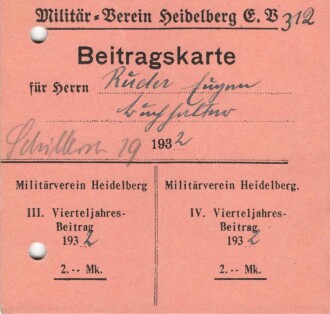 Militär-Verein Heidelberg E. V 312
Beitragskarte
für Herrn Ruder Eugen
Buchhalter
Schillerstr 19 1932
Militärverein Heidelberg
III. Vierteljahres-
Beitrag
1932
2.-- Mk.
Militärverein Heidelberg.
IV. Vierteljahres-
Beitrag
1932
2.-- Mk.